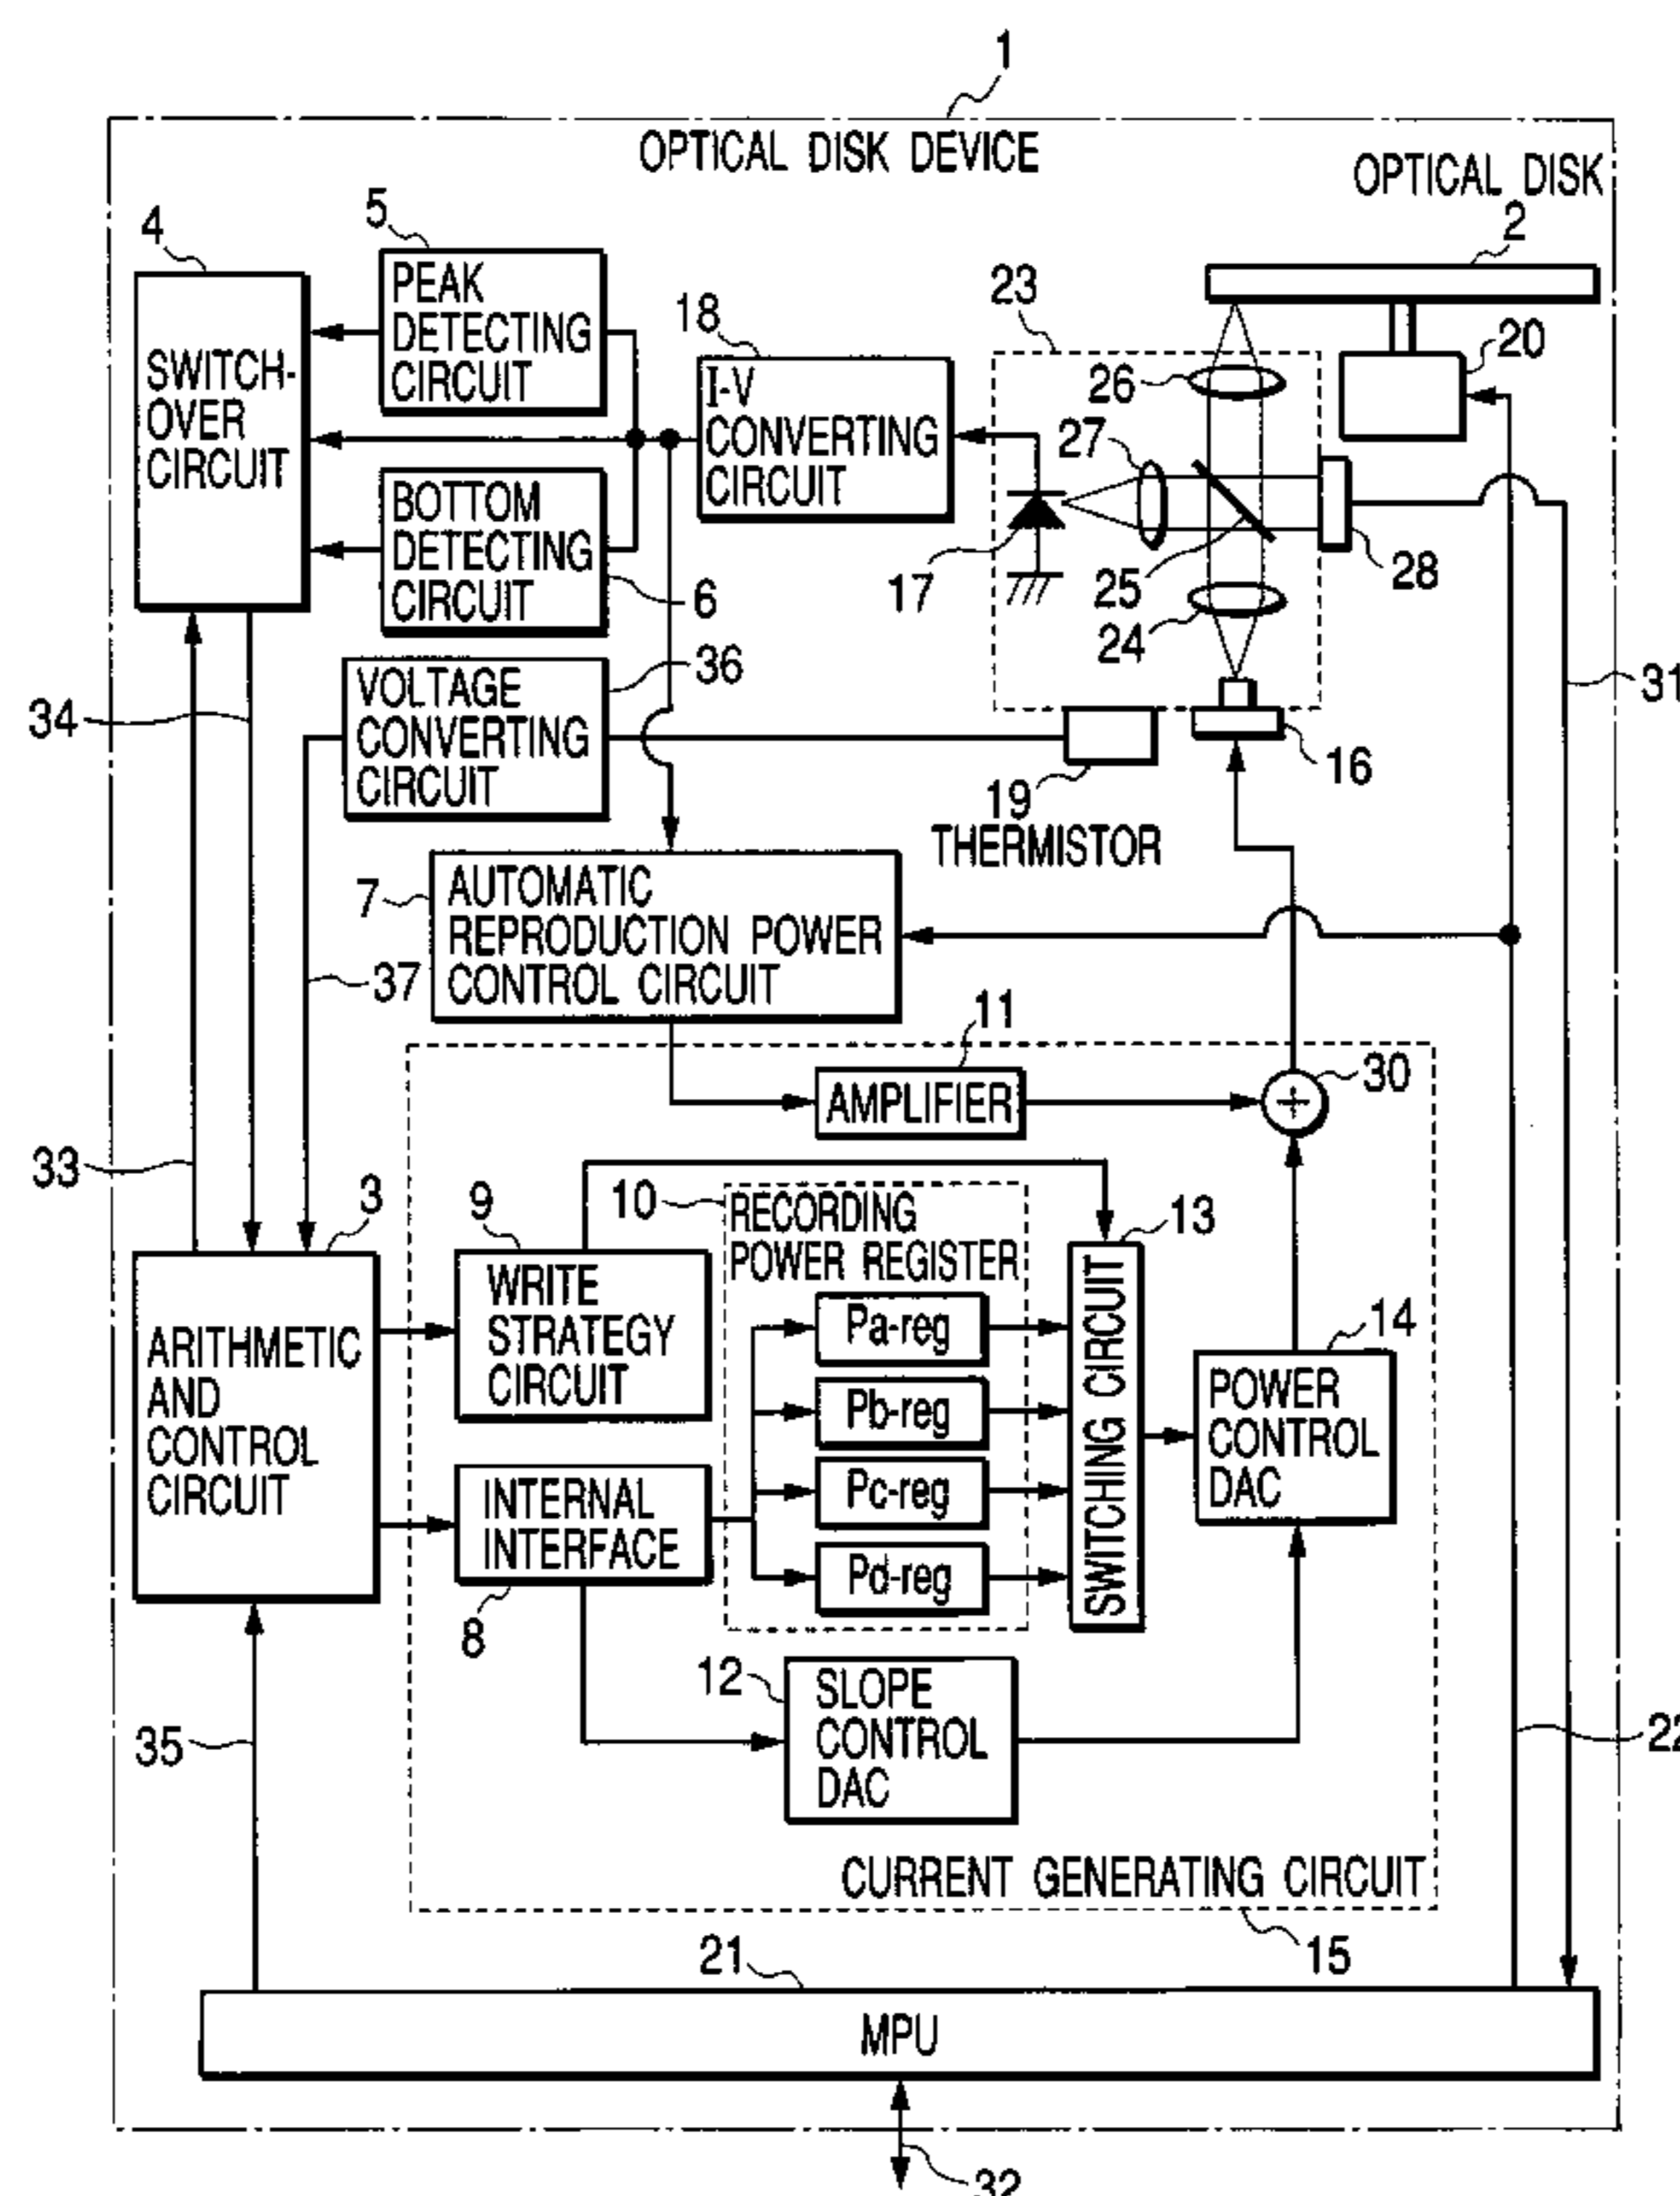 1
OPTICAL DISK DEVICE
OPTICAL DISK
2
4
SWITCH-
OVER
CIRCUIT
5
PEAK
DETECTING
CIRCUIT
BOTTOM
DETECTING
CIRCUIT
6
18
I-V
CONVERTING
CIRCUIT
23
26
27
17
25
24
28
20
16
19
THERMISTOR
31
34
36
VOLTAGE
CONVERTING
CIRCUIT
7
AUTOMATIC
REPRODUCTION POWER
CONTROL CIRCUIT
37
11
AMPLIFIER
30
33
3
ARITHMETIC
AND
CONTROL
CIRCUIT
9
WRITE
STRATEGY
CIRCUIT
10
RECORDING
POWER REGISTER
Pa-reg
Pb-reg
Pc-reg
Pd-reg
13
SWITCHING CIRCUIT
14
POWER
CONTROL
DAC
INTERNAL
INTERFACE
8
12
SLOPE
CONTROL
DAC
35
22
CURRENT GENERATING CIRCUIT
15
21
MPU
32